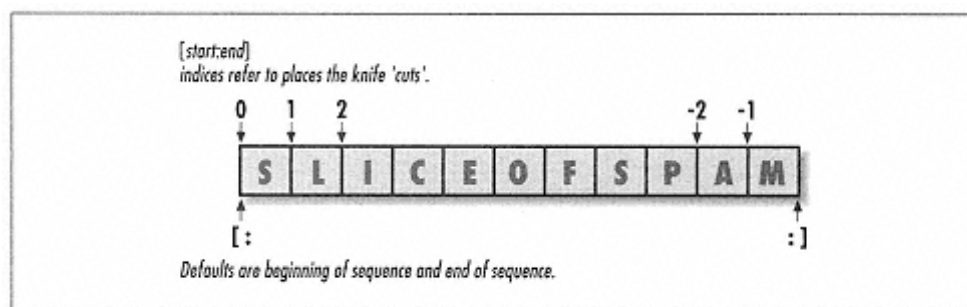 [start:end]
indices refer to places the knife 'cuts'.
0 1 2 -2 -1
S L I C E O F S P A M
[: :]
Defaults are beginning of sequence and end of sequence.